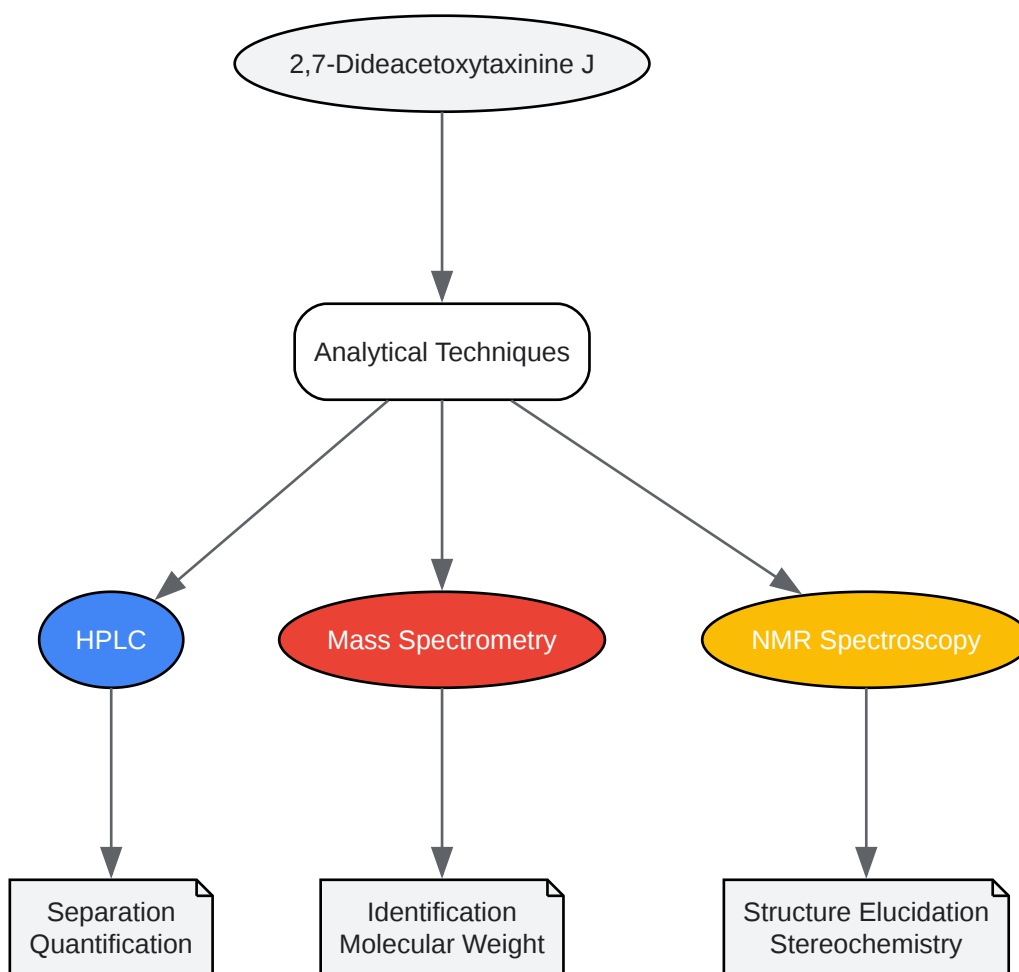 2,7-Dideacetoxytaxinine J
Analytical Techniques
HPLC
Mass Spectrometry
NMR Spectroscopy
Separation
Quantification
Identification
Molecular Weight
Structure Elucidation
Stereochemistry